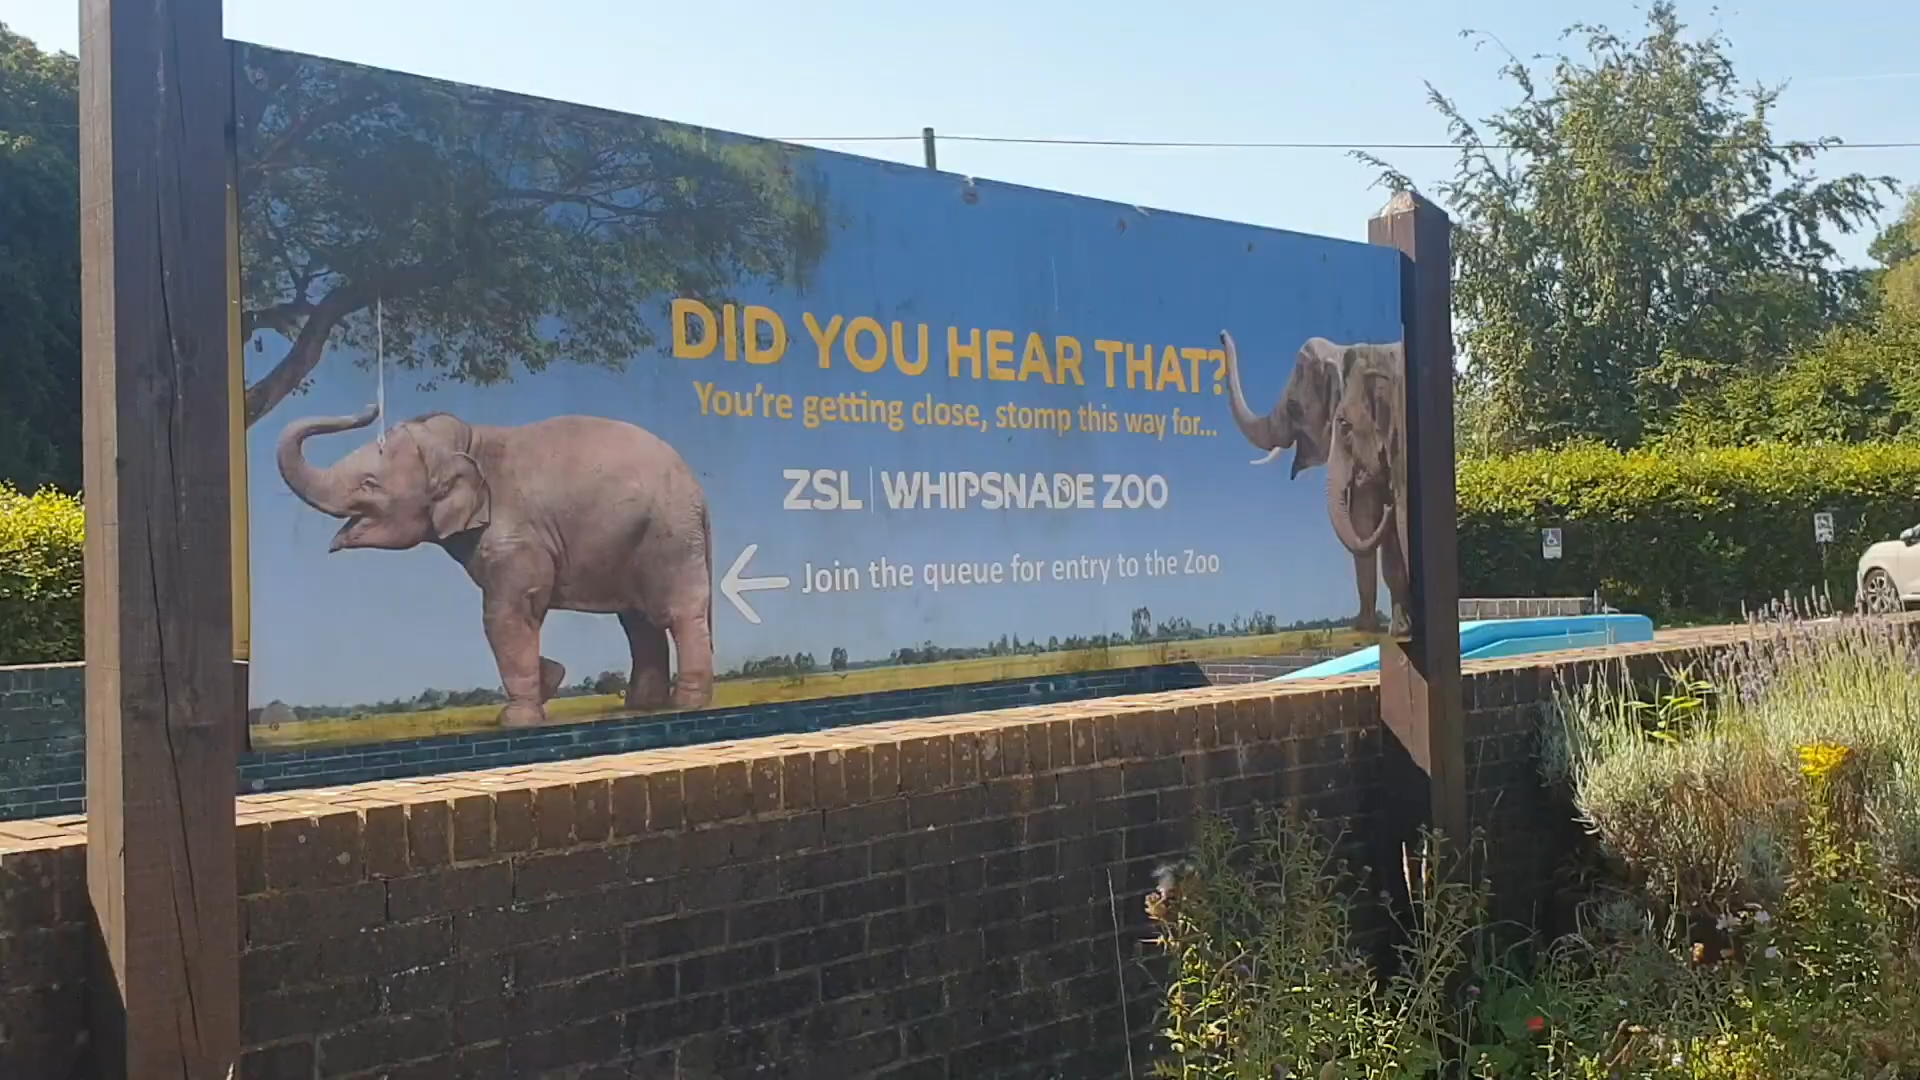 DID YOU HEAR THAT?
You're getting close, stomp this way for...
ZSL | WHIPSNADE ZOO
Join the queue for entry to the Zoo